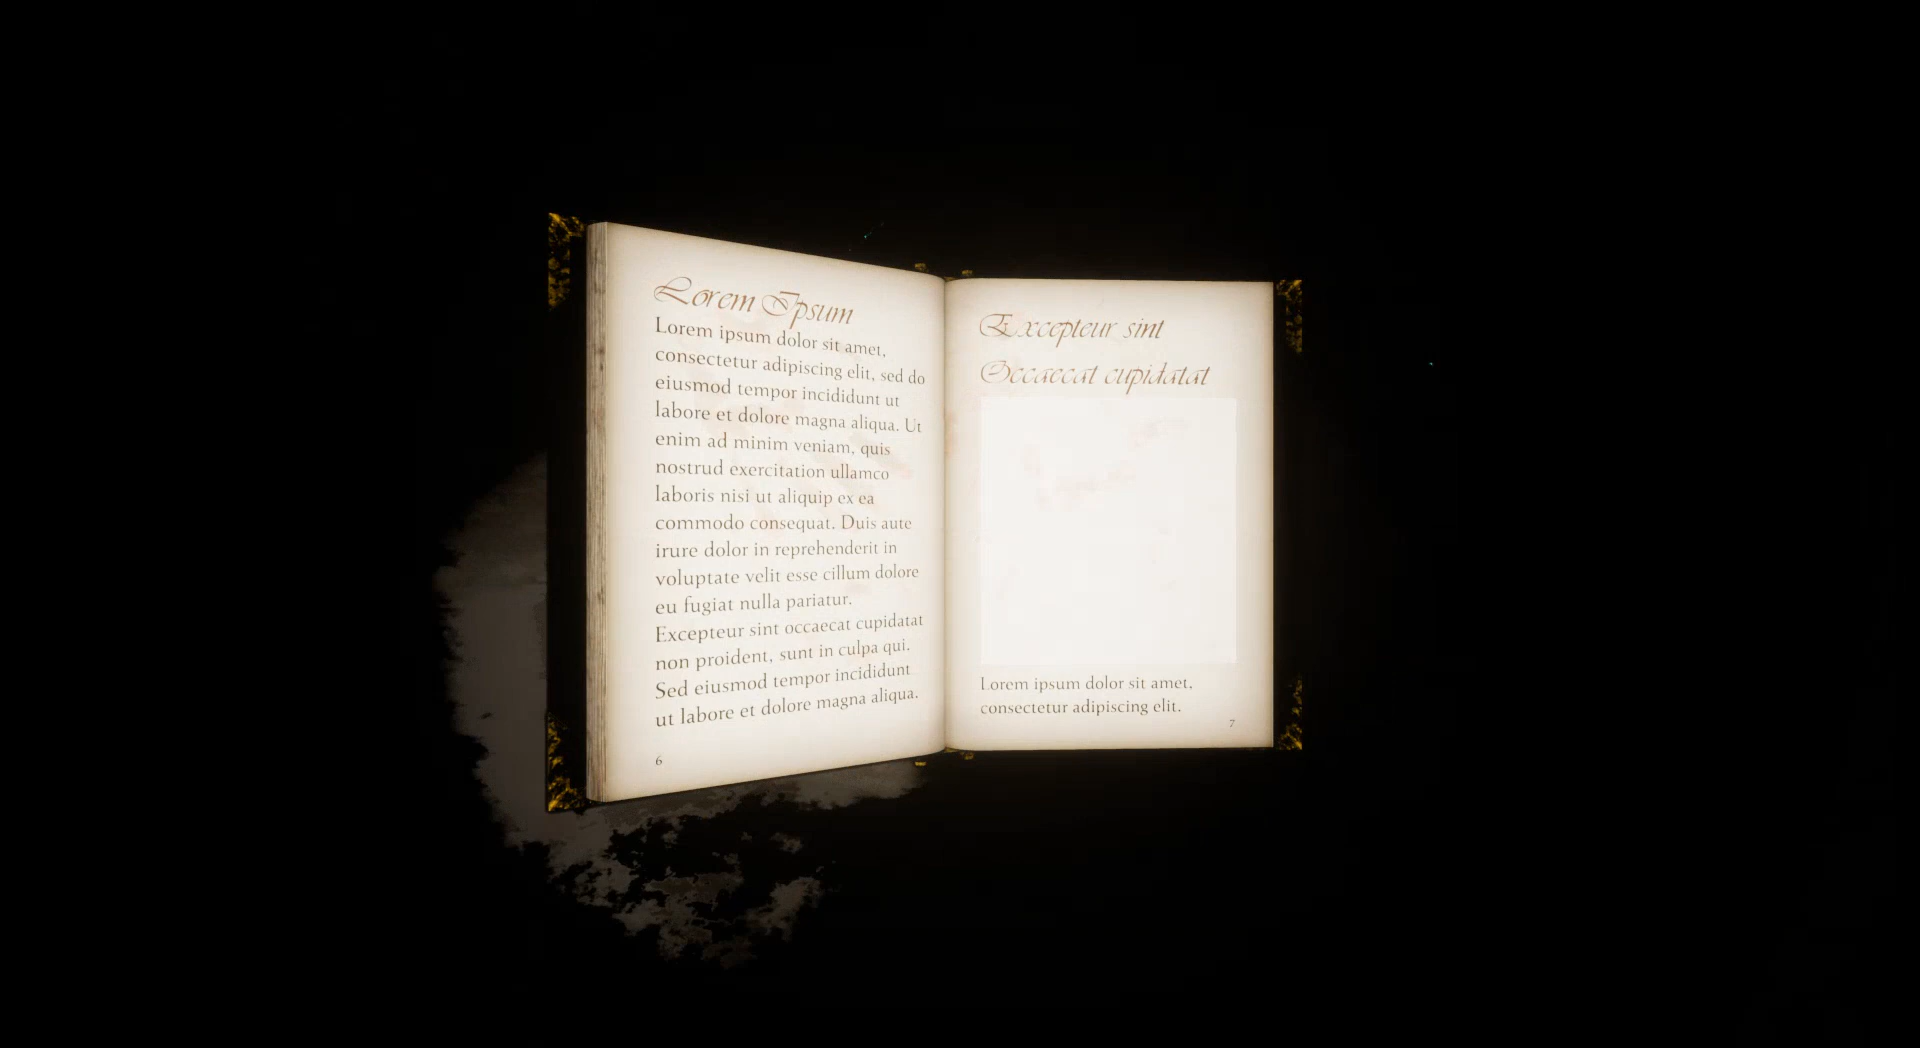 Lorem Ipsum
Lorem ipsum dolor sit amet,
consectetur adipiscing elit, sed do
eiusmod tempor incididunt ut
labore et dolore magna aliqua. Ut
enim ad minim veniam, quis
nostrud exercitation ullamco
laboris nisi ut aliquip ex ea
commodo consequat. Duis aute
irure dolor in reprehenderit in
voluptate velit esse cillum dolore
eu fugiat nulla pariatur.
Excepteur sint occaecat cupidatat
non proident, sunt in culpa qui.
Sed eiusmod tempor incididunt
ut labore et dolore magna aliqua.
6
Excepteur sint
Occaecat cupidatat
Lorem ipsum dolor sit amet,
consectetur adipiscing elit.
7